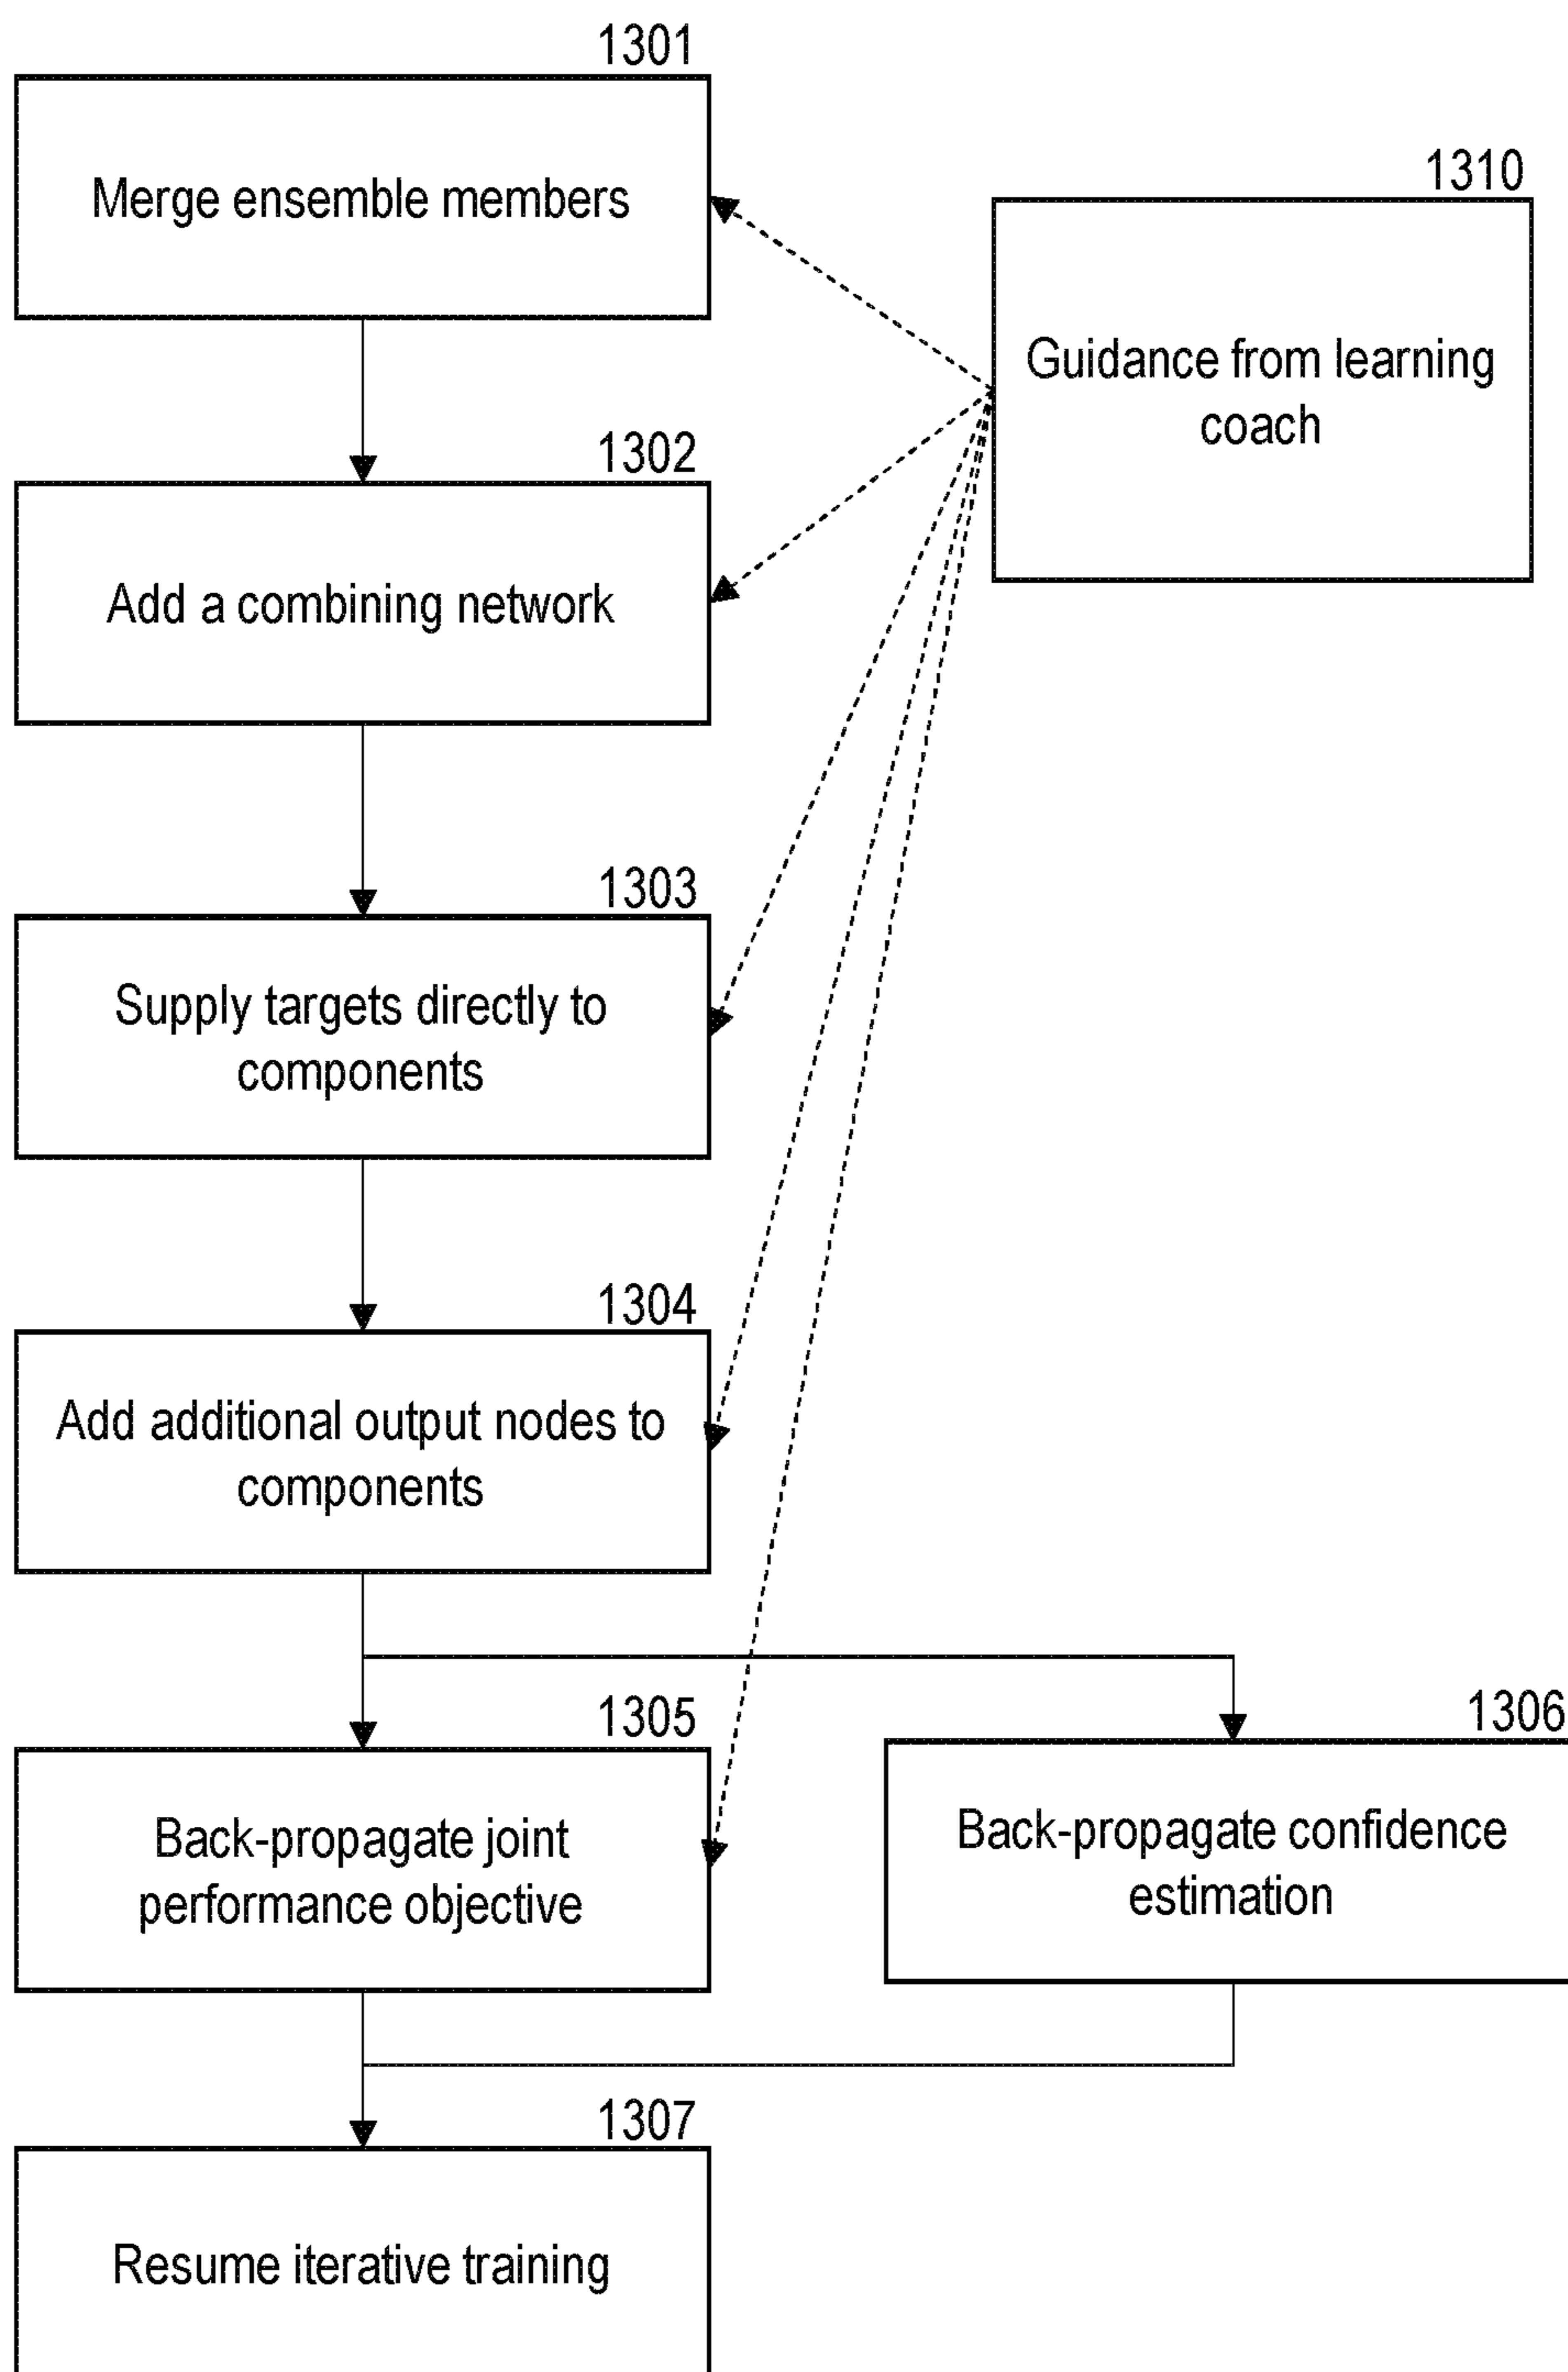 1301
Merge ensemble members
1310
Guidance from learning
coach
1302
Add a combining network
1303
Supply targets directly to
components
1304
Add additional output nodes to
components
1305
Back-propagate joint
performance objective
1306
Back-propagate confidence
estimation
1307
Resume iterative training